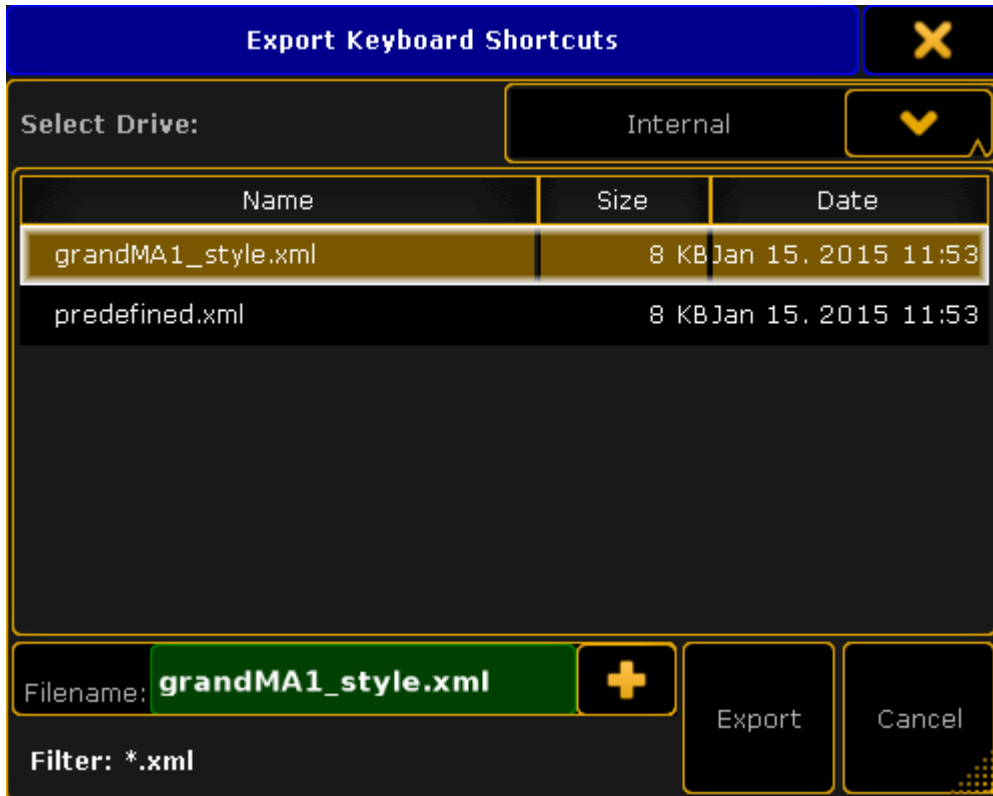 Export Keyboard Shortcuts
Select Drive: Internal
Name Size Date
grandMA1_style.xml 8 KB Jan 15. 2015 11:53
predefined.xml 8 KB Jan 15. 2015 11:53
Filename: grandMA1_style.xml
Export Cancel
Filter: *.xml